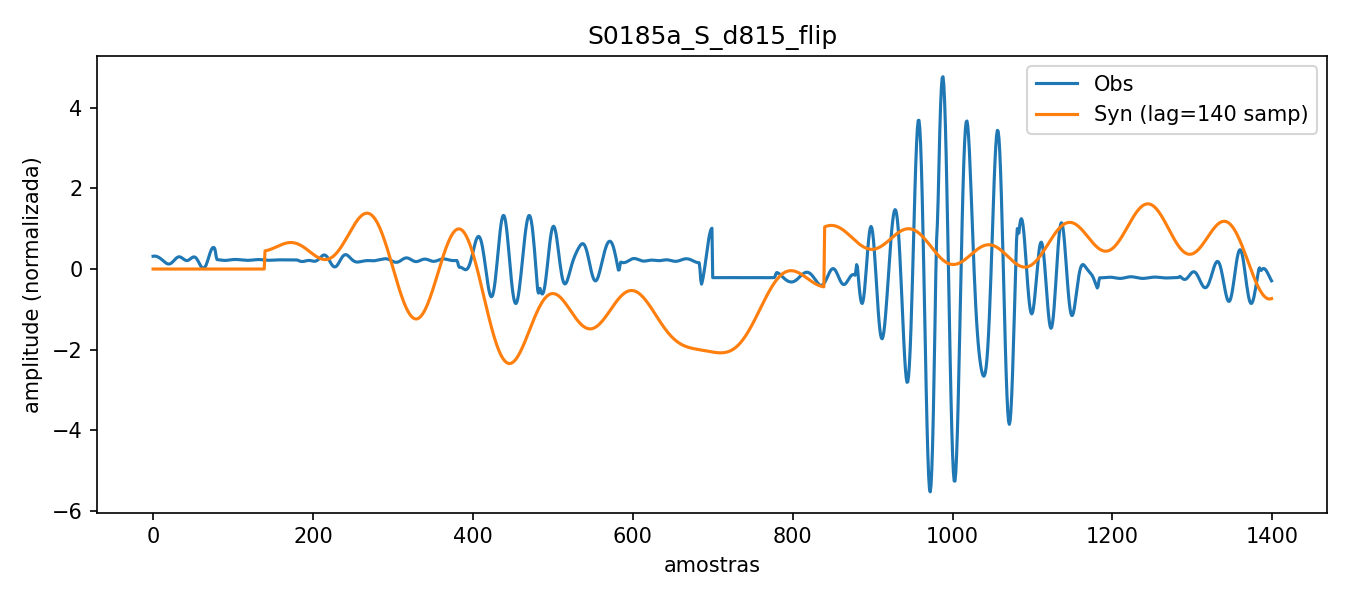 S0185a_S_d815_flip
Obs
Syn (lag=140 samp)
amplitude (normalizada)
4
2
0
−2
−4
−6
0 200 400 600 800 1000 1200 1400
amostras